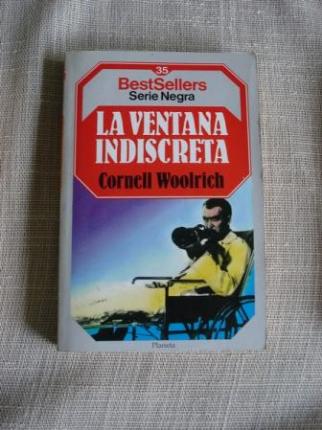 35
BestSellers
Serie Negra
LA VENTANA
INDISCRETA
Cornell Woolrich
Planeta